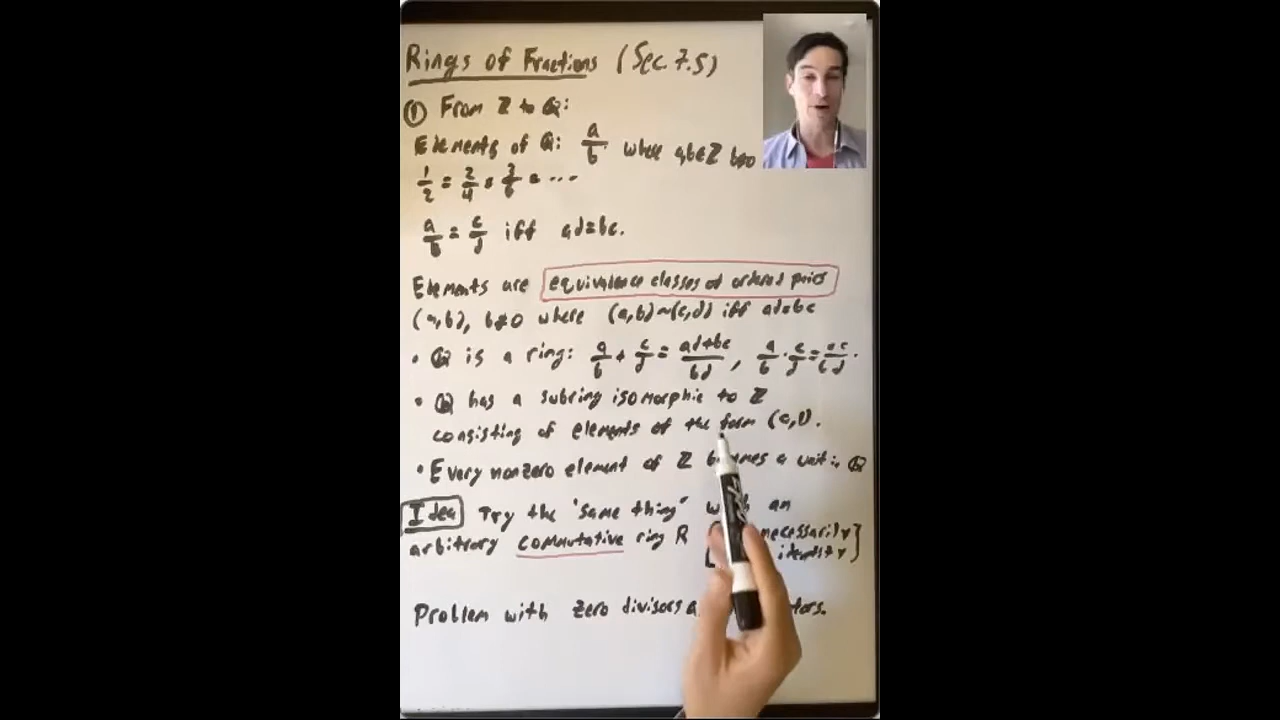 Rings of Fractions (Sec. 7.5)
① From ℤ to ℚ:
Elements of ℚ: a/b where a,b∈ℤ b≠0
1/2 = 2/4 = 3/6 = ...
a/b = c/d iff ad=bc.
Elements are equivalence classes of ordered pairs
(a,b), b≠0 where (a,b)~(c,d) iff ad=bc
• ℚ is a ring: a/b + c/d = ad+bc/bd, a/b · c/d = ac/bd.
• ℚ has a subring isomorphic to ℤ
consisting of elements of the form (a,1).
• Every nonzero element of ℤ becomes a unit in ℚ
Idea Try the "same thing" with an
arbitrary commutative ring R necessarily
identity
Problem with zero divisors